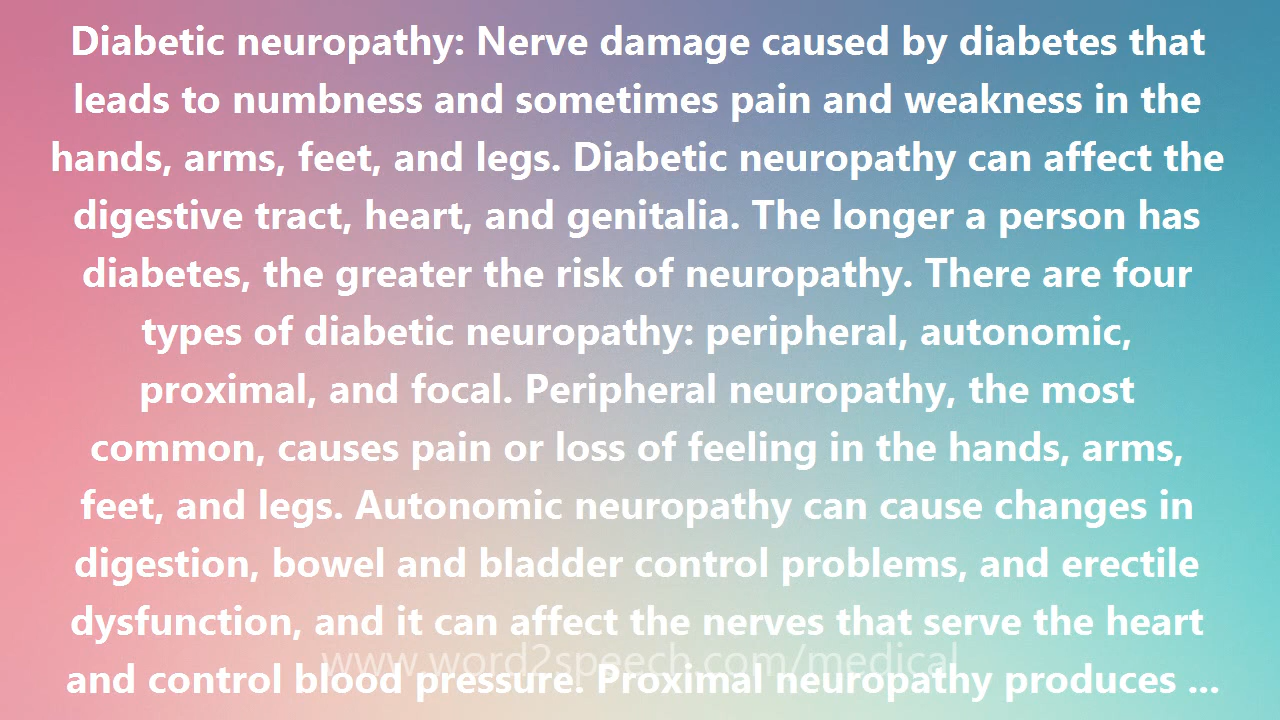 Diabetic neuropathy: Nerve damage caused by diabetes that
leads to numbness and sometimes pain and weakness in the
hands, arms, feet, and legs. Diabetic neuropathy can affect the
digestive tract, heart, and genitalia. The longer a person has
diabetes, the greater the risk of neuropathy. There are four
types of diabetic neuropathy: peripheral, autonomic,
proximal, and focal. Peripheral neuropathy, the most
common, causes pain or loss of feeling in the hands, arms,
feet, and legs. Autonomic neuropathy can cause changes in
digestion, bowel and bladder control problems, and erectile
dysfunction, and it can affect the nerves that serve the heart
www.word2speech.com/medical
and control blood pressure. Proximal neuropathy produces ...